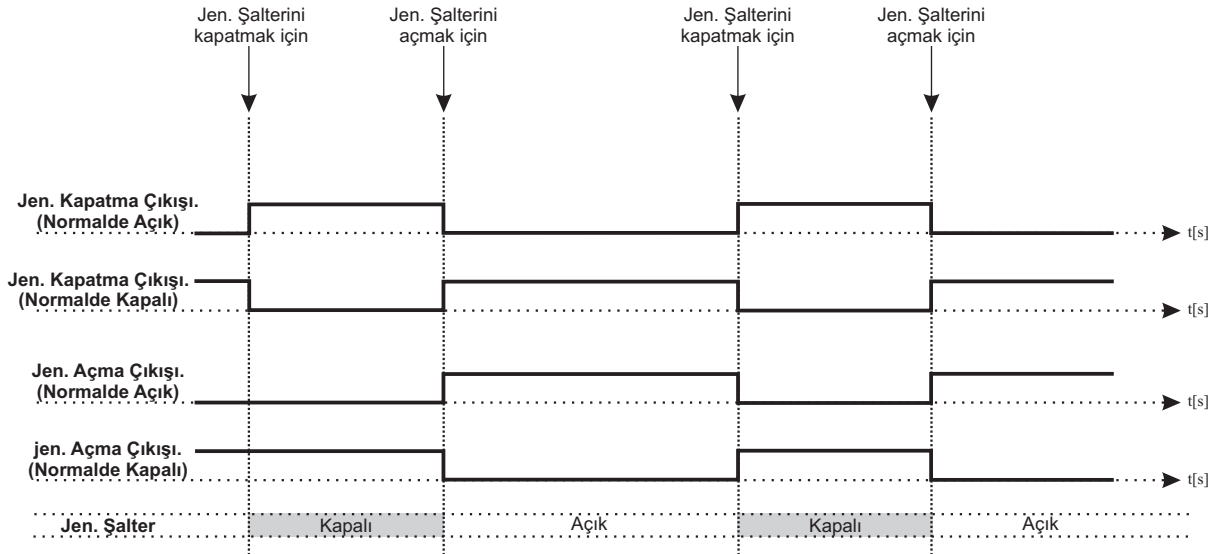 Jen. Şalterini
kapatmak için
Jen. Şalterini
açmak için
Jen. Şalterini
kapatmak için
Jen. Şalterini
açmak için
Jen. Kapatma Çıkışı.
(Normalde Açık)
t[s]
Jen. Kapatma Çıkışı.
(Normalde Kapalı)
t[s]
Jen. Açma Çıkışı.
(Normalde Açık)
t[s]
jen. Açma Çıkışı.
(Normalde Kapalı)
t[s]
Jen. Şalter Kapalı Açık Kapalı Açık